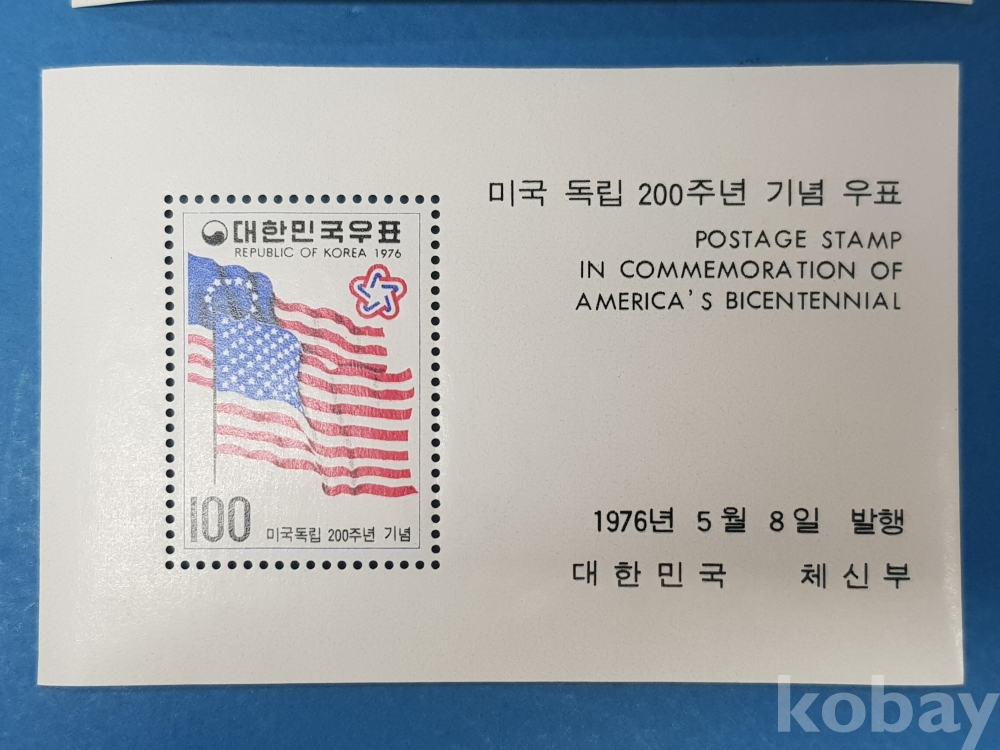 대한민국우표
REPUBLIC OF KOREA 1976
100
미국독립 200주년 기념
미국 독립 200주년 기념 우표
POSTAGE STAMP
IN COMMEMORATION OF
AMERICA'S BICENTENNIAL
1976년 5월 8일 발행
대한민국 체신부
kobay